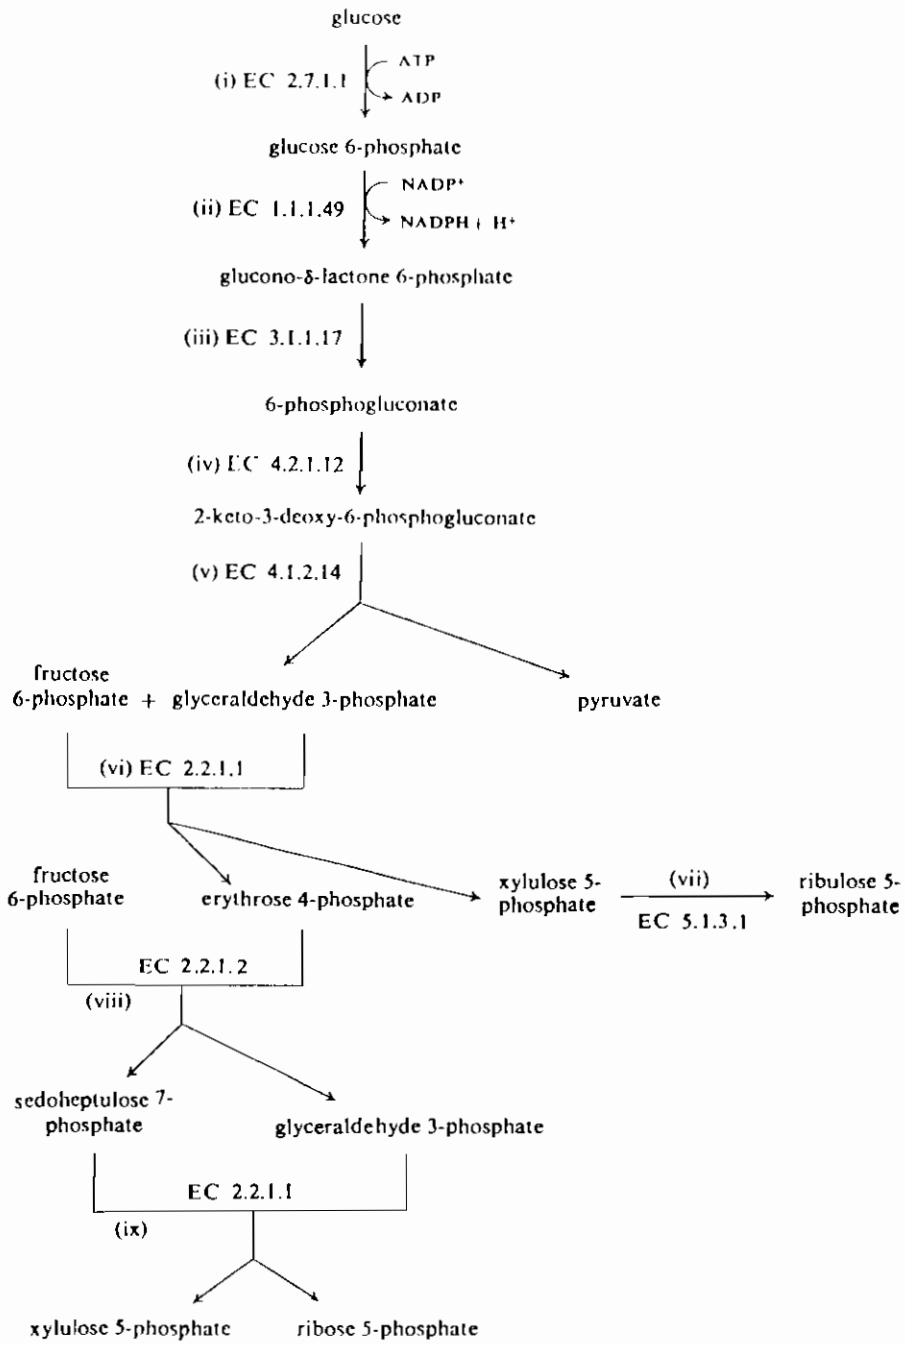 glucose
ATP
(i) EC 2.7.1.1
ADP
glucose 6-phosphate
NADP⁺
(ii) EC 1.1.1.49
NADPH + H⁺
glucono-δ-lactone 6-phosphate
(iii) EC 3.1.1.17
6-phosphogluconate
(iv) EC 4.2.1.12
2-keto-3-deoxy-6-phosphogluconate
(v) EC 4.1.2.14
fructose
6-phosphate + glyceraldehyde 3-phosphate
pyruvate
(vi) EC 2.2.1.1
fructose
6-phosphate
erythrose 4-phosphate
xylulose 5-
phosphate
(vii)
EC 5.1.3.1
ribulose 5-
phosphate
EC 2.2.1.2
(viii)
sedoheptulose 7-
phosphate
glyceraldehyde 3-phosphate
EC 2.2.1.1
(ix)
xylulose 5-phosphate
ribose 5-phosphate